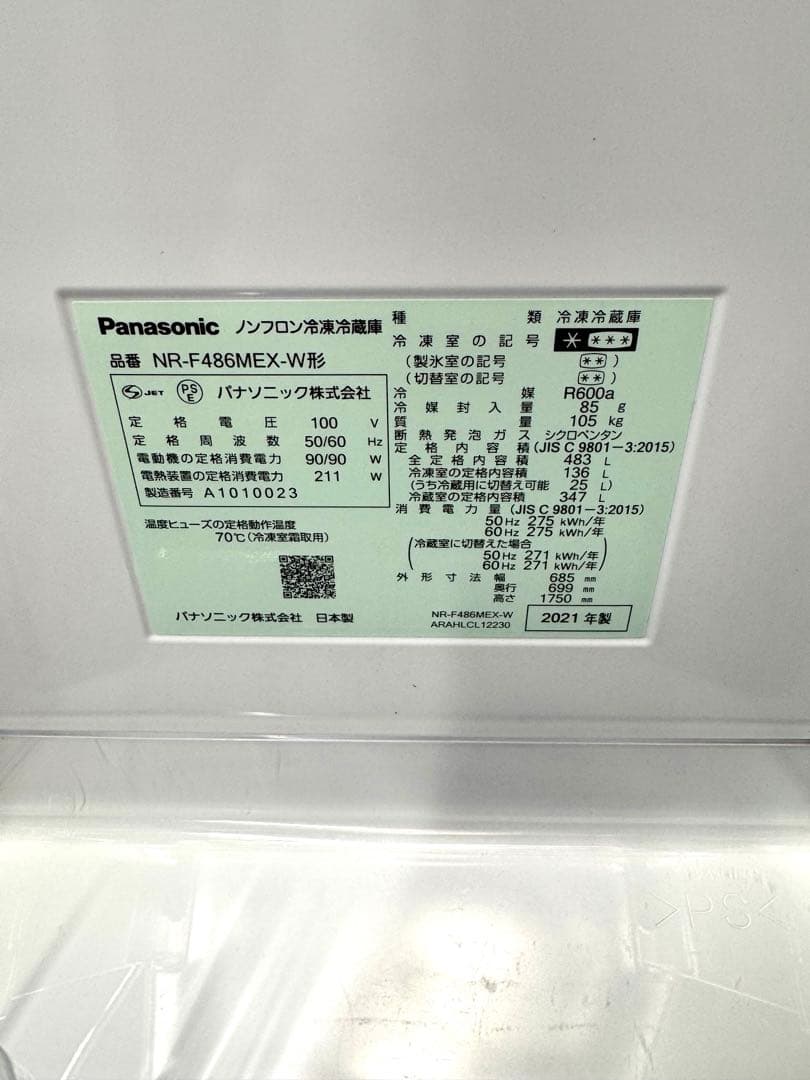 Panasonic ノンフロン冷凍冷蔵庫
品番 NR-F486MEX-W形
S JET PS E パナソニック株式会社
定格電圧 100 V
定格周波数 50/60 Hz
電動機の定格消費電力 90/90 W
電熱装置の定格消費電力 211 W
製造番号 A1010023
温度ヒューズの定格動作温度
70℃(冷凍室霜取用)
パナソニック株式会社 日本製
種類 冷凍冷蔵庫
冷凍室の記号 * ***
(製氷室の記号 ** )
(切替室の記号 ** )
冷媒 R600a
冷媒封入量 85 g
質量 105 kg
断熱発泡ガス シクロペンタン
定格内容積 (JIS C 9801-3:2015)
全定格内容積 483 L
冷凍室の定格内容積 136 L
(うち冷蔵用に切替え可能 25 L)
冷蔵室の定格内容積 347 L
消費電力量 (JIS C 9801-3:2015)
50Hz 275 kWh/年
60Hz 275 kWh/年
(冷蔵室に切替えた場合
50Hz 271 kWh/年
60Hz 271 kWh/年)
外形寸法 幅 685 mm
奥行 699 mm
高さ 1750 mm
NR-F486MEX-W
ARAHLCL12230
2021年製
>PS<